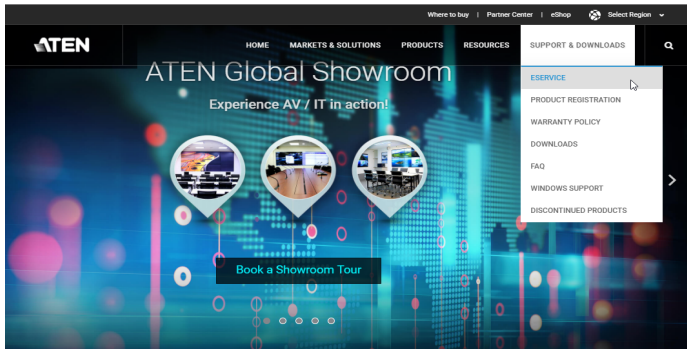 Where to buy | Partner Center | eShop Select Region
ATEN
HOME MARKETS & SOLUTIONS PRODUCTS RESOURCES SUPPORT & DOWNLOADS
ATEN Global Showroom
Experience AV / IT in action!
Book a Showroom Tour
ESERVICE
PRODUCT REGISTRATION
WARRANTY POLICY
DOWNLOADS
FAQ
WINDOWS SUPPORT
DISCONTINUED PRODUCTS